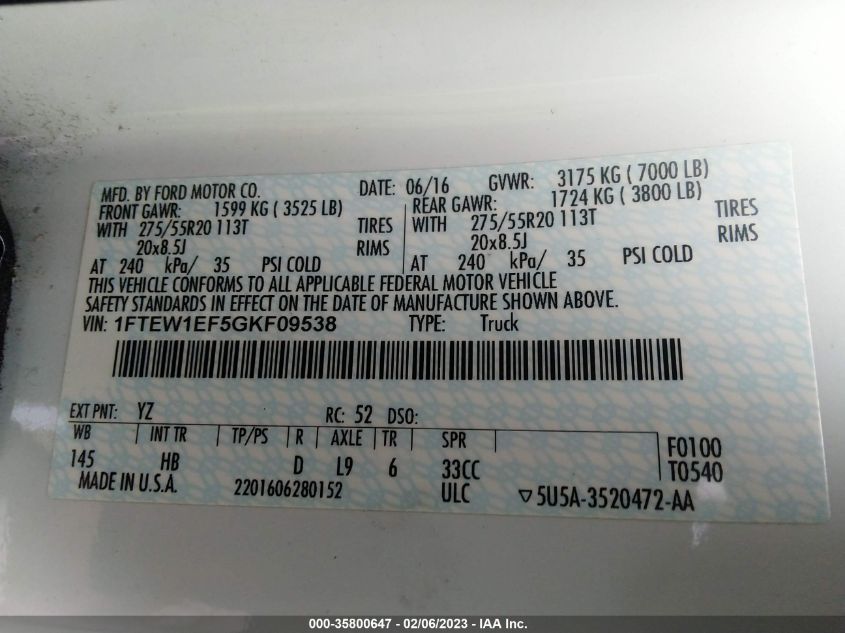 MFD. BY FORD MOTOR CO. DATE: 06/16 GVWR: 3175 KG ( 7000 LB)
FRONT GAWR: 1599 KG ( 3525 LB) REAR GAWR: 1724 KG ( 3800 LB)
WITH 275/55R20 113T TIRES WITH 275/55R20 113T TIRES
20x8.5J RIMS 20x8.5J RIMS
AT 240 kPa/ 35 PSI COLD AT 240 kPa/ 35 PSI COLD
THIS VEHICLE CONFORMS TO ALL APPLICABLE FEDERAL MOTOR VEHICLE
SAFETY STANDARDS IN EFFECT ON THE DATE OF MANUFACTURE SHOWN ABOVE.
VIN: 1FTEW1EF5GKF09538 TYPE: Truck
EXT PNT: YZ RC: 52 DSO:
WB INT TR TP/PS R AXLE TR SPR F0100
145 HB D L9 6 33CC T0540
MADE IN U.S.A. 2201606280152 ULC ▽5U5A-3520472-AA
000-35800647 - 02/06/2023 - IAA Inc.